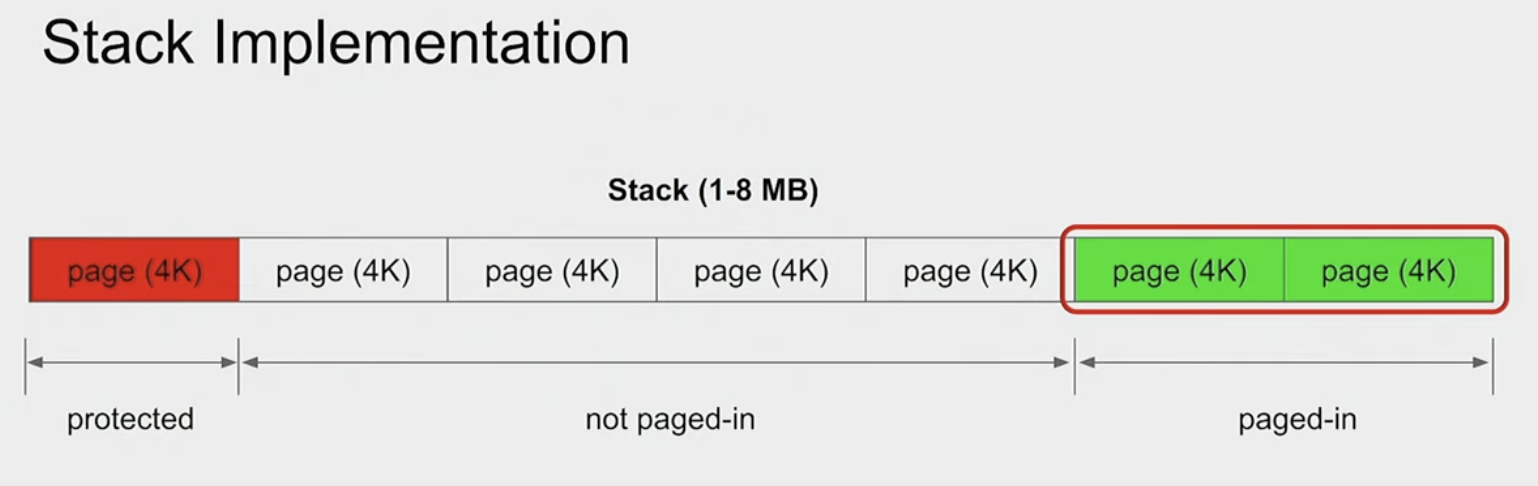 Stack Implementation
Stack (1-8 MB)
page (4K) page (4K) page (4K) page (4K) page (4K) page (4K) page (4K)
protected not paged-in paged-in